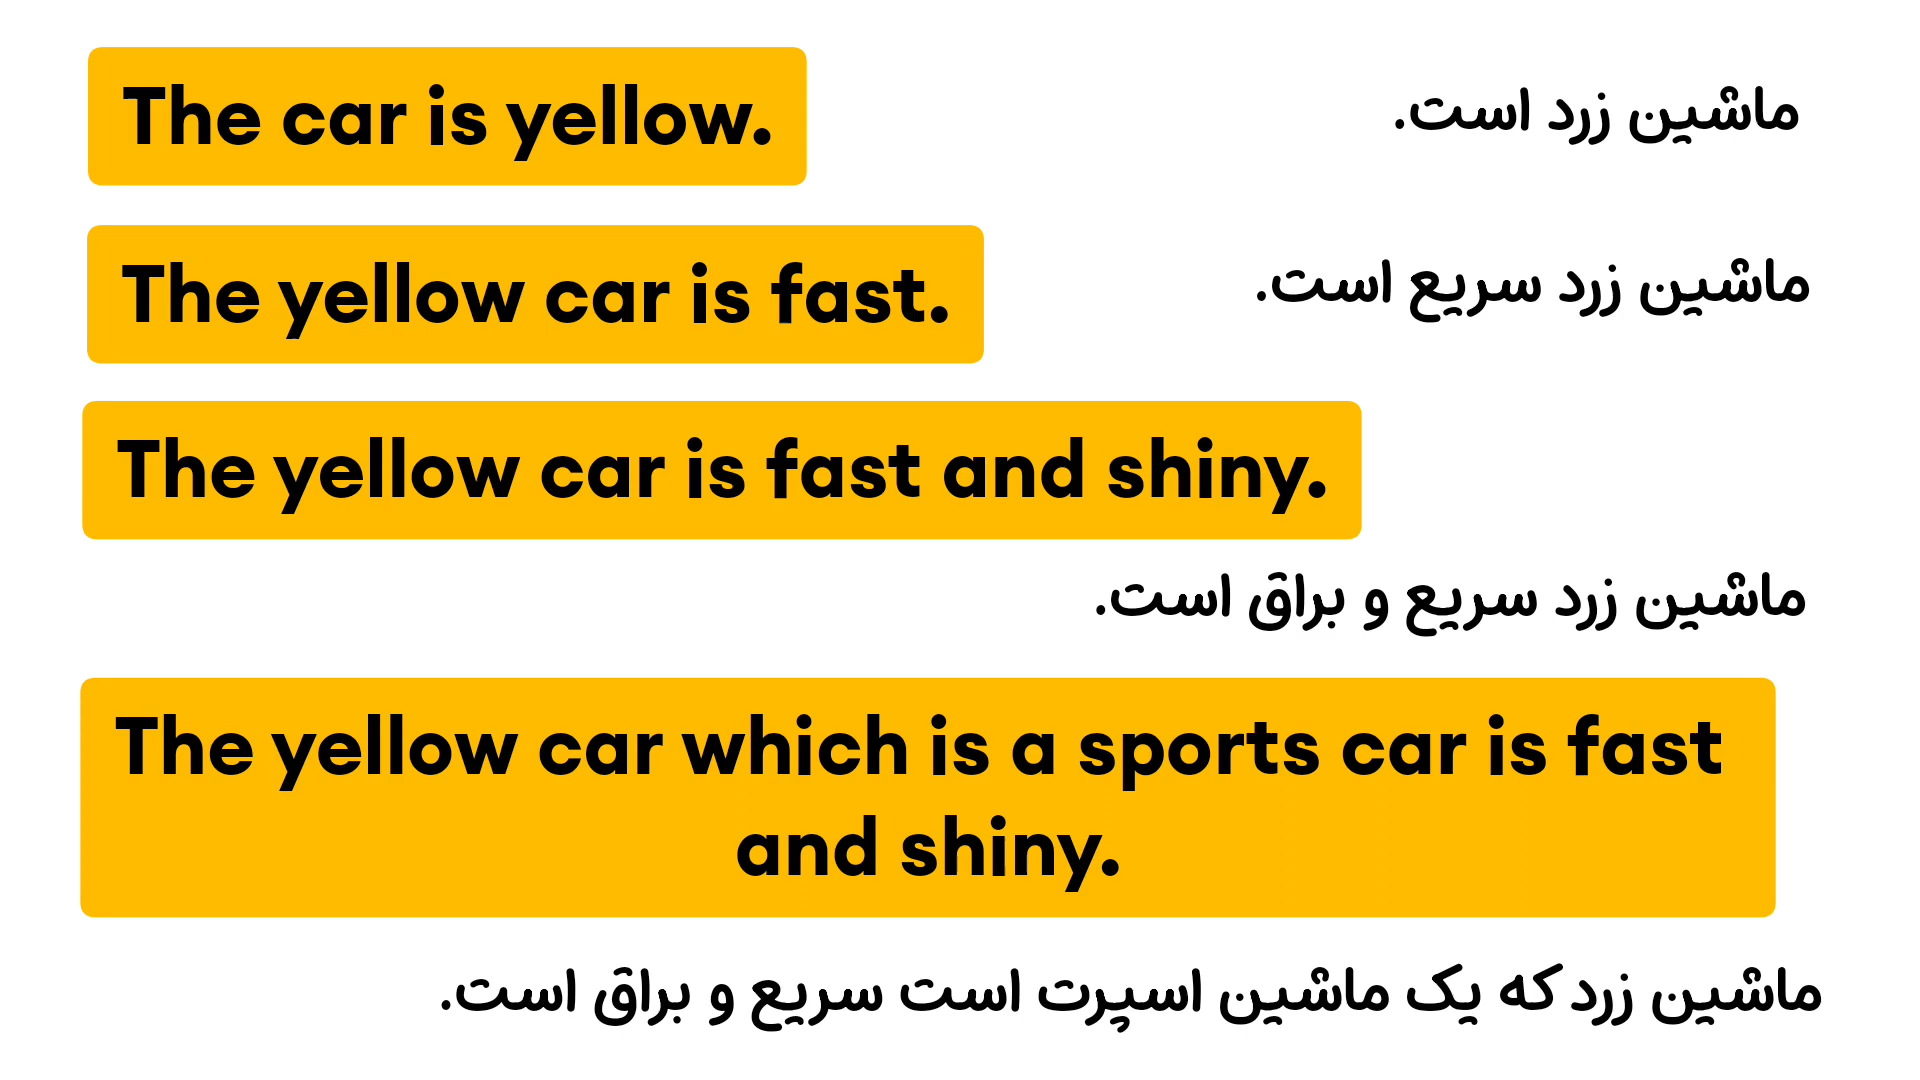 The car is yellow.
ماشین زرد است.
The yellow car is fast.
ماشین زرد سریع است.
The yellow car is fast and shiny.
ماشین زرد سریع و براق است.
The yellow car which is a sports car is fast
and shiny.
ماشین زرد که یک ماشین اسپرت است سریع و براق است.